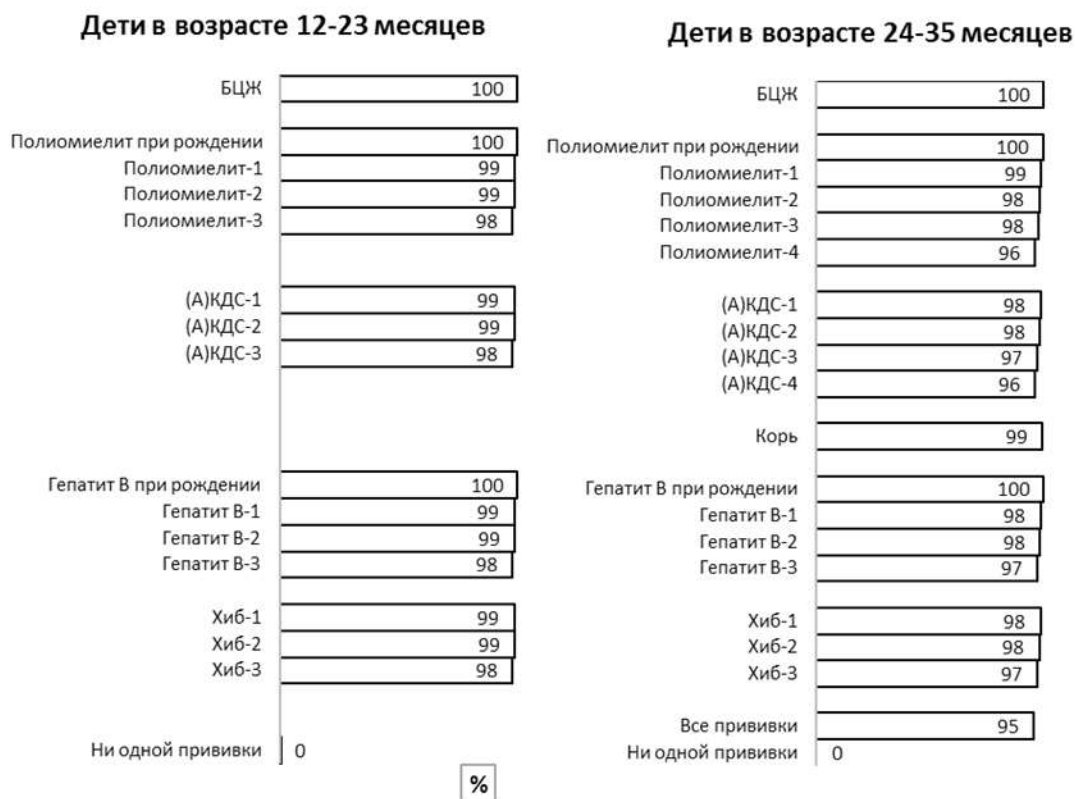 Дети в возрасте 12-23 месяцев
БЦЖ 100
Полиомиелит при рождении 100
Полиомиелит-1 99
Полиомиелит-2 99
Полиомиелит-3 98
(А)КДС-1 99
(А)КДС-2 99
(А)КДС-3 98
Гепатит В при рождении 100
Гепатит В-1 99
Гепатит В-2 99
Гепатит В-3 98
Хиб-1 99
Хиб-2 99
Хиб-3 98
Ни одной прививки 0
%
Дети в возрасте 24-35 месяцев
БЦЖ 100
Полиомиелит при рождении 100
Полиомиелит-1 99
Полиомиелит-2 98
Полиомиелит-3 98
Полиомиелит-4 96
(А)КДС-1 98
(А)КДС-2 98
(А)КДС-3 97
(А)КДС-4 96
Корь 99
Гепатит В при рождении 100
Гепатит В-1 98
Гепатит В-2 98
Гепатит В-3 97
Хиб-1 98
Хиб-2 98
Хиб-3 97
Все прививки 95
Ни одной прививки 0